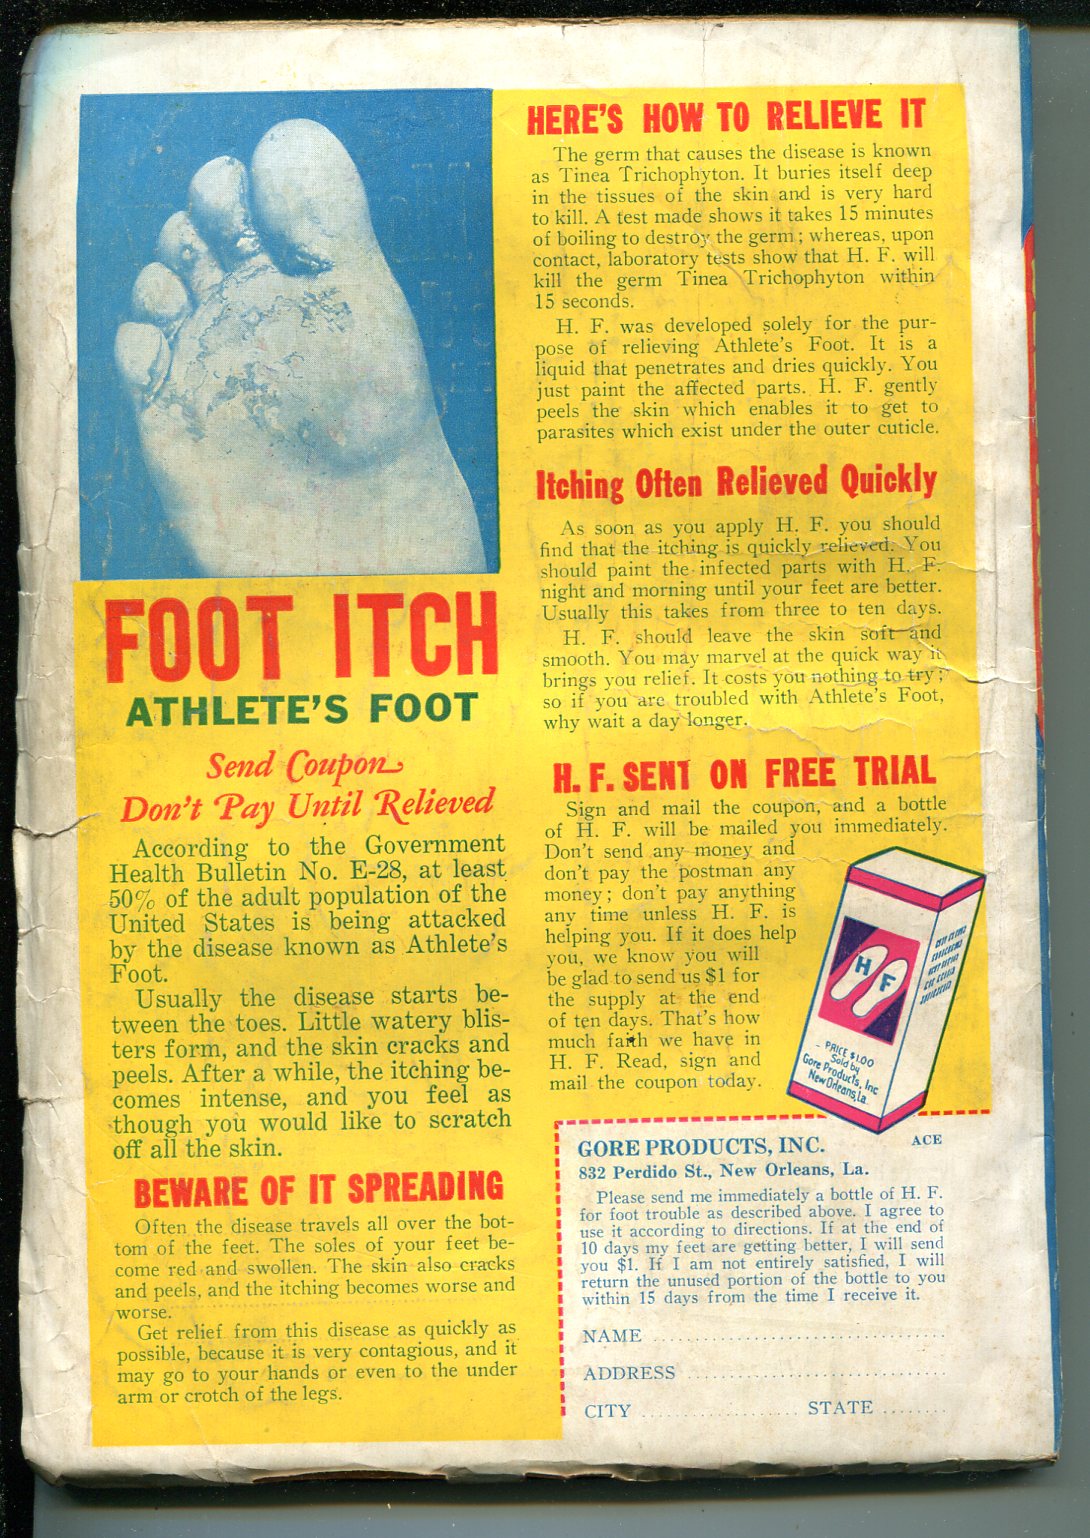 FOOT ITCH
ATHLETE'S FOOT
Send Coupon
Don't Pay Until Relieved
According to the Government
Health Bulletin No. E-28, at least
50% of the adult population of the
United States is being attacked
by the disease known as Athlete's
Foot.
Usually the disease starts be-
tween the toes. Little watery blis-
ters form, and the skin cracks and
peels. After a while, the itching be-
comes intense, and you feel as
though you would like to scratch
off all the skin.
BEWARE OF IT SPREADING
Often the disease travels all over the bot-
tom of the feet. The soles of your feet be-
come red and swollen. The skin also cracks
and peels, and the itching becomes worse and
worse.
Get relief from this disease as quickly as
possible, because it is very contagious, and it
may go to your hands or even to the under
arm or crotch of the legs.
HERE'S HOW TO RELIEVE IT
The germ that causes the disease is known
as Tinea Trichophyton. It buries itself deep
in the tissues of the skin and is very hard
to kill. A test made shows it takes 15 minutes
of boiling to destroy the germ; whereas, upon
contact, laboratory tests show that H. F. will
kill the germ Tinea Trichophyton within
15 seconds.
H. F. was developed solely for the pur-
pose of relieving Athlete's Foot. It is a
liquid that penetrates and dries quickly. You
just paint the affected parts. H. F. gently
peels the skin which enables it to get to
parasites which exist under the outer cuticle.
Itching Often Relieved Quickly
As soon as you apply H. F. you should
find that the itching is quickly relieved. You
should paint the infected parts with H. F.
night and morning until your feet are better.
Usually this takes from three to ten days.
H. F. should leave the skin soft and
smooth. You may marvel at the quick way it
brings you relief. It costs you nothing to try;
so if you are troubled with Athlete's Foot,
why wait a day longer.
H. F. SENT ON FREE TRIAL
Sign and mail the coupon, and a bottle
of H. F. will be mailed you immediately.
Don't send any money and
don't pay the postman any
money; don't pay anything
any time unless H. F. is
helping you. If it does help
you, we know you will
be glad to send us $1 for
the supply at the end
of ten days. That's how
much faith we have in
H. F. Read, sign and
mail the coupon today.
H F
PRICE $1.00
Sold by
Gore Products, Inc
New Orleans, La.
GORE PRODUCTS, INC. ACE
832 Perdido St., New Orleans, La.
Please send me immediately a bottle of H. F.
for foot trouble as described above. I agree to
use it according to directions. If at the end of
10 days my feet are getting better, I will send
you $1. If I am not entirely satisfied, I will
return the unused portion of the bottle to you
within 15 days from the time I receive it.
NAME
ADDRESS
CITY STATE